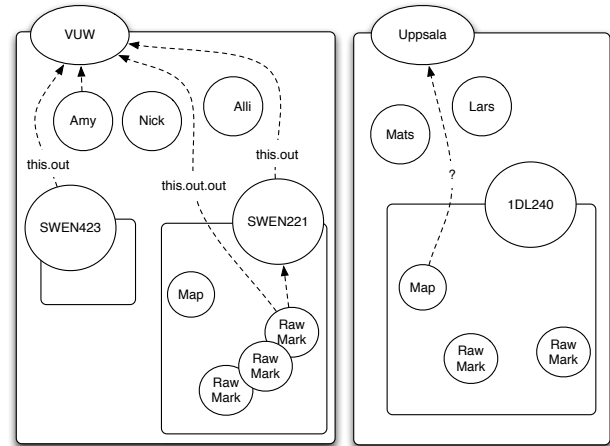 VUW
Uppsala
Amy
Nick
Alli
Mats
Lars
this.out
this.out.out
this.out
?
SWEN423
SWEN221
1DL240
Map
Map
Raw
Mark
Raw
Mark
Raw
Mark
Raw
Mark
Raw
Mark